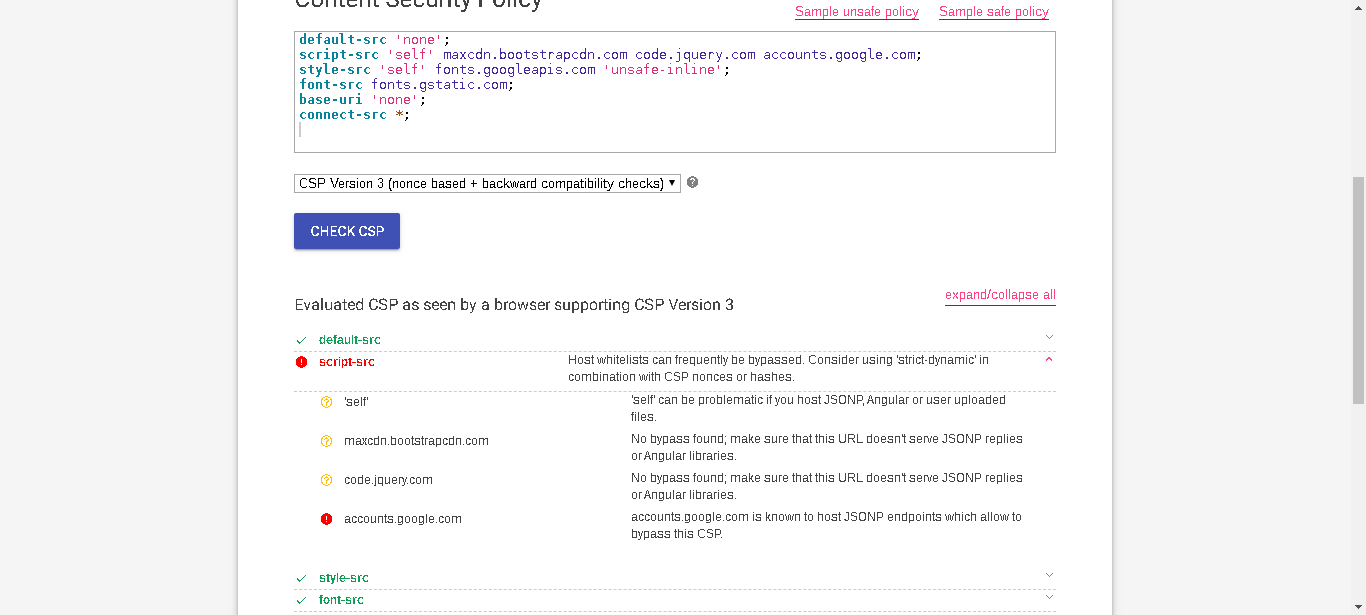 Content Security Policy
Sample unsafe policy Sample safe policy
default-src 'none';
script-src 'self' maxcdn.bootstrapcdn.com code.jquery.com accounts.google.com;
style-src 'self' fonts.googleapis.com 'unsafe-inline';
font-src fonts.gstatic.com;
base-uri 'none';
connect-src *;
CSP Version 3 (nonce based + backward compatibility checks)
CHECK CSP
expand/collapse all
Evaluated CSP as seen by a browser supporting CSP Version 3
default-src
script-src Host whitelists can frequently be bypassed. Consider using 'strict-dynamic' in
combination with CSP nonces or hashes.
'self' 'self' can be problematic if you host JSONP, Angular or user uploaded
files.
maxcdn.bootstrapcdn.com No bypass found; make sure that this URL doesn't serve JSONP replies
or Angular libraries.
code.jquery.com No bypass found; make sure that this URL doesn't serve JSONP replies
or Angular libraries.
accounts.google.com accounts.google.com is known to host JSONP endpoints which allow to
bypass this CSP.
style-src
font-src